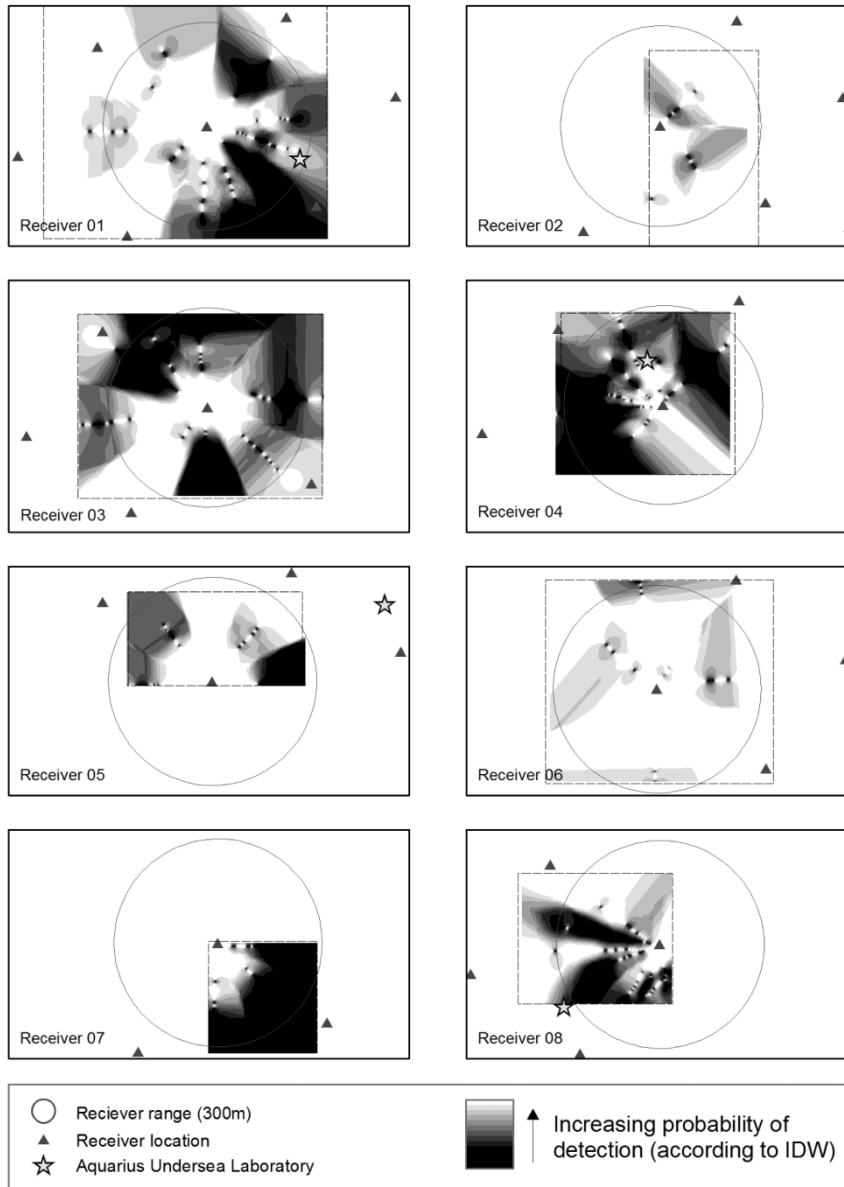 Receiver 01
Receiver 02
Receiver 03
Receiver 04
Receiver 05
Receiver 06
Receiver 07
Receiver 08
Reciever range (300m)
Receiver location
Aquarius Undersea Laboratory
Increasing probability of
detection (according to IDW)